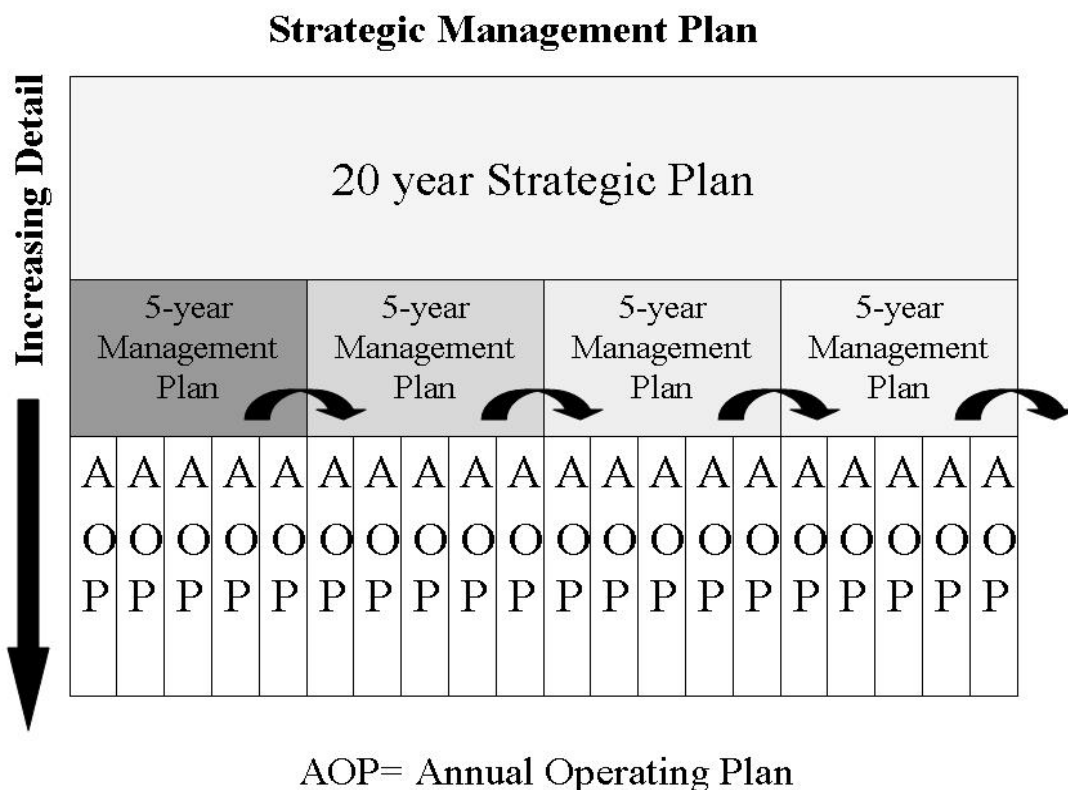 Strategic Management Plan
Increasing Detail
20 year Strategic Plan
5-year
Management
Plan
5-year
Management
Plan
5-year
Management
Plan
5-year
Management
Plan
A A A A A A A A A A A A A A A A A A A A
O O O O O O O O O O O O O O O O O O O O
P P P P P P P P P P P P P P P P P P P P
AOP= Annual Operating Plan